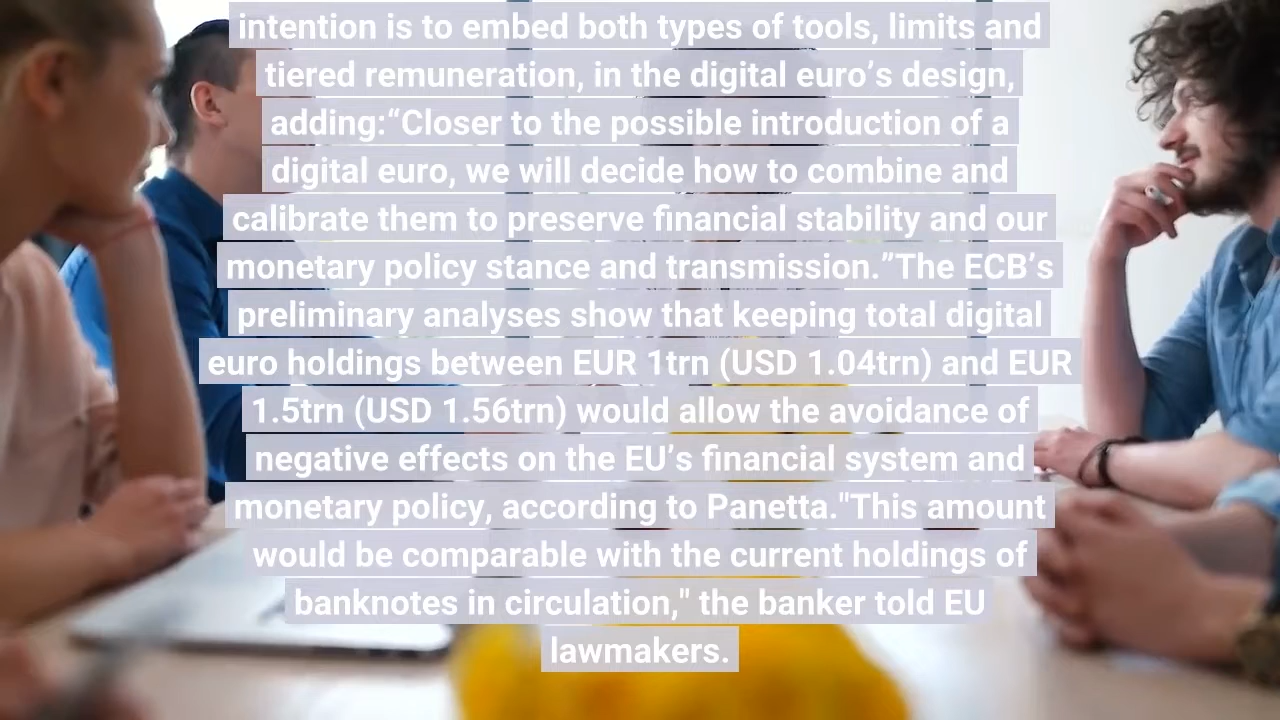 intention is to embed both types of tools, limits and
tiered remuneration, in the digital euro’s design,
adding:“Closer to the possible introduction of a
digital euro, we will decide how to combine and
calibrate them to preserve financial stability and our
monetary policy stance and transmission.”The ECB’s
preliminary analyses show that keeping total digital
euro holdings between EUR 1trn (USD 1.04trn) and EUR
1.5trn (USD 1.56trn) would allow the avoidance of
negative effects on the EU’s financial system and
monetary policy, according to Panetta."This amount
would be comparable with the current holdings of
banknotes in circulation," the banker told EU
lawmakers.